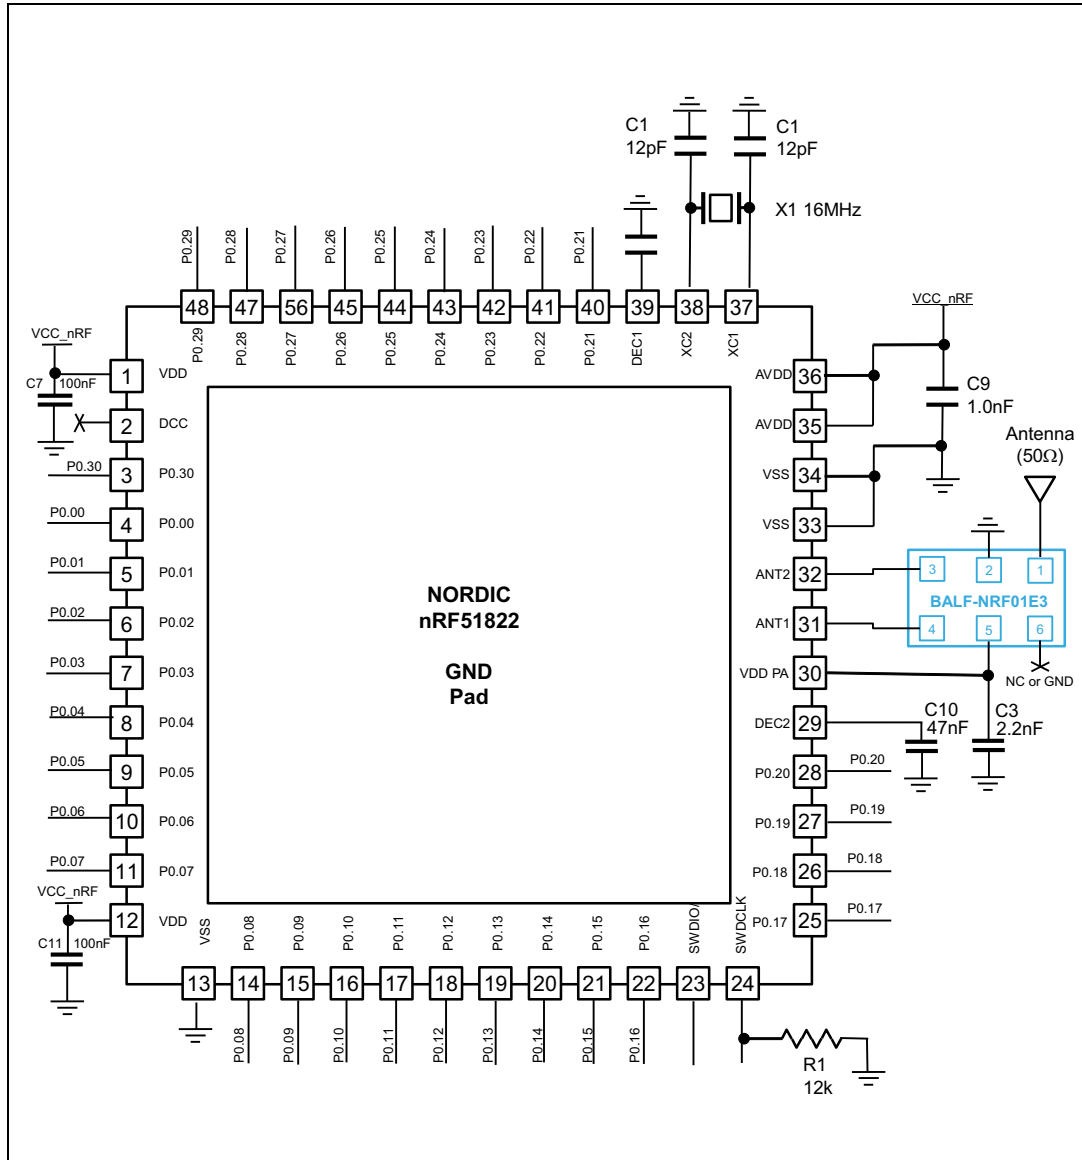 C1
12pF
C1
12pF
X1 16MHz
P0.29
P0.28
P0.27
P0.26
P0.25
P0.24
P0.23
P0.22
P0.21
48
47
56
45
44
43
42
41
40
39
38
37
P0.29
P0.28
P0.27
P0.26
P0.25
P0.24
P0.23
P0.22
P0.21
DEC1
XC2
XC1
VCC_nRF
C7 100nF
1 VDD
2 DCC
P0.30 3 P0.30
P0.00 4 P0.00
P0.01 5 P0.01
P0.02 6 P0.02
P0.03 7 P0.03
P0.04 8 P0.04
P0.05 9 P0.05
P0.06 10 P0.06
P0.07 11 P0.07
VCC_nRF
12 VDD
C11 100nF
NORDIC
nRF51822
GND
Pad
VCC_nRF
AVDD 36
C9
1.0nF
AVDD 35
VSS 34
VSS 33
ANT2 32
ANT1 31
VDD PA 30
DEC2 29
P0.20 28 P0.20
P0.19 27 P0.19
P0.18 26 P0.18
P0.17 25 P0.17
Antenna
(50Ω)
3 2 1
BALF-NRF01E3
4 5 6
NC or GND
C10
47nF
C3
2.2nF
VSS
P0.08
P0.09
P0.10
P0.11
P0.12
P0.13
P0.14
P0.15
P0.16
SWDIO/
SWDCLK
13
14
15
16
17
18
19
20
21
22
23
24
P0.08
P0.09
P0.10
P0.11
P0.12
P0.13
P0.14
P0.15
P0.16
R1
12k